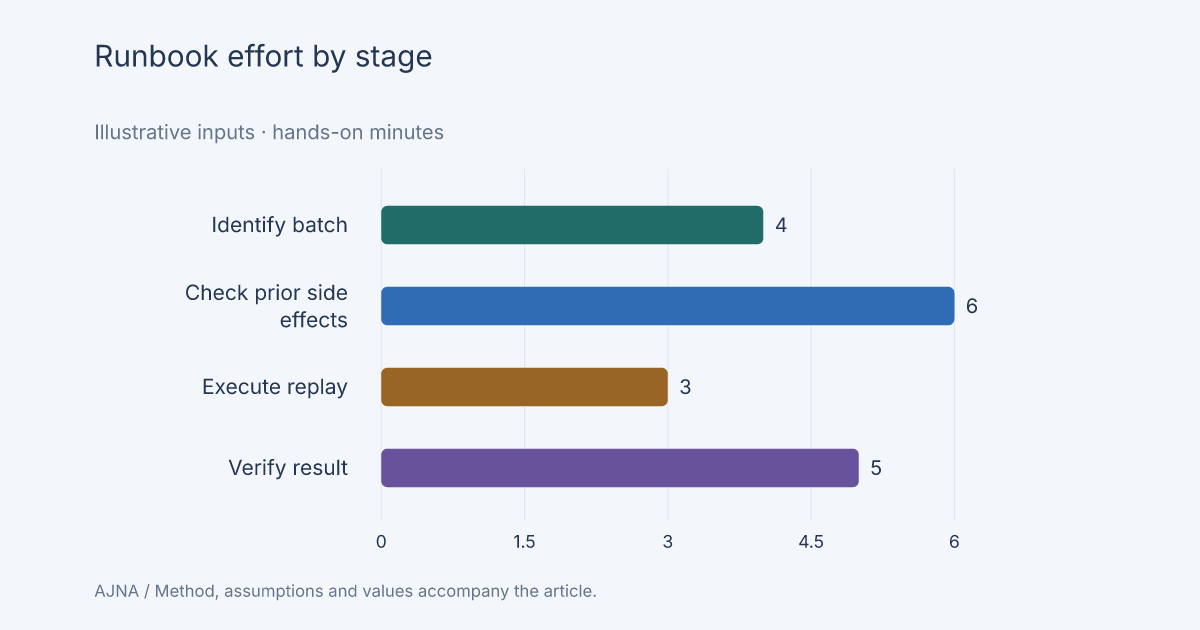 Runbook effort by stage
Illustrative inputs · hands-on minutes
Identify batch
4
Check prior side
effects
6
Execute replay
3
Verify result
5
0
1.5
3
4.5
6
AJNA / Method, assumptions and values accompany the article.